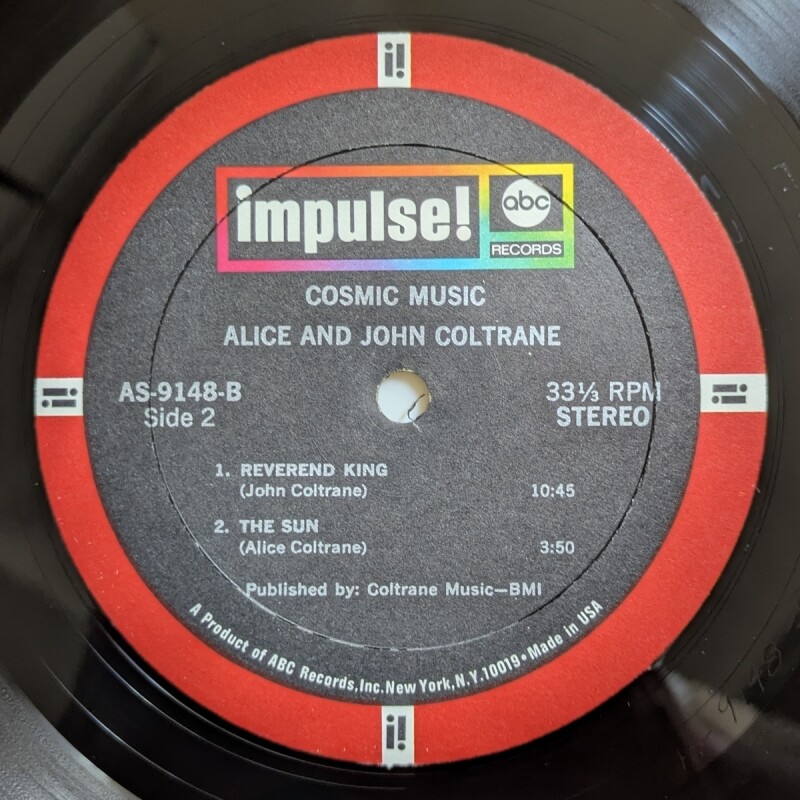 i!
impulse!
abc
RECORDS
COSMIC MUSIC
ALICE AND JOHN COLTRANE
AS-9148-B
Side 2
33⅓ RPM
STEREO
i!
i!
1. REVEREND KING
(John Coltrane) 10:45
2. THE SUN
(Alice Coltrane) 3:50
Published by: Coltrane Music—BMI
A Product of ABC Records, Inc. New York, N.Y. 10019 • Made in USA
i!